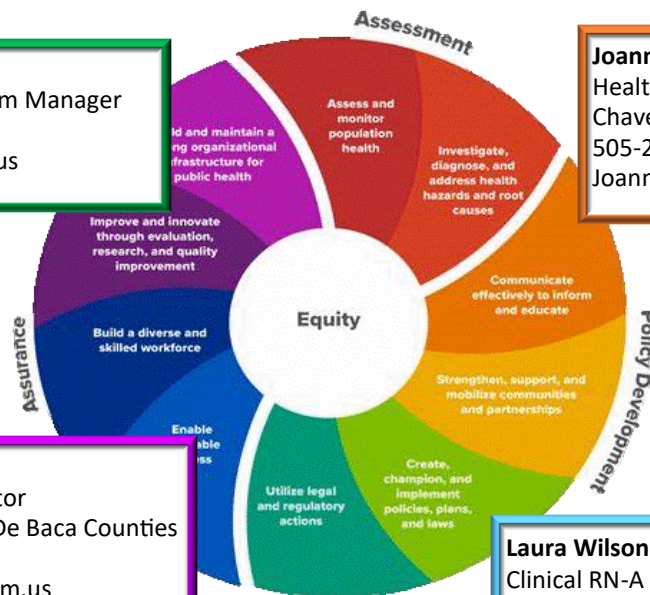 Assessment
m Manager
us
Joann
Healt
Chave
505-2
Joann
Assess and
monitor
population
health
Investigate,
diagnose, and
address health
hazards and root
causes
ld and maintain a
ng organizational
frastructure for
public health
Improve and innovate
through evaluation,
research, and quality
improvement
Communicate
effectively to inform
and educate
Equity
Build a diverse and
skilled workforce
Assurance
Policy Development
Strengthen, support, and
mobilize communities
and partnerships
Enable
able
ss
tor
De Baca Counties
m.us
Utilize legal
and regulatory
actions
Create,
champion, and
implement
policies, plans,
and laws
Laura Wilson
Clinical RN-A